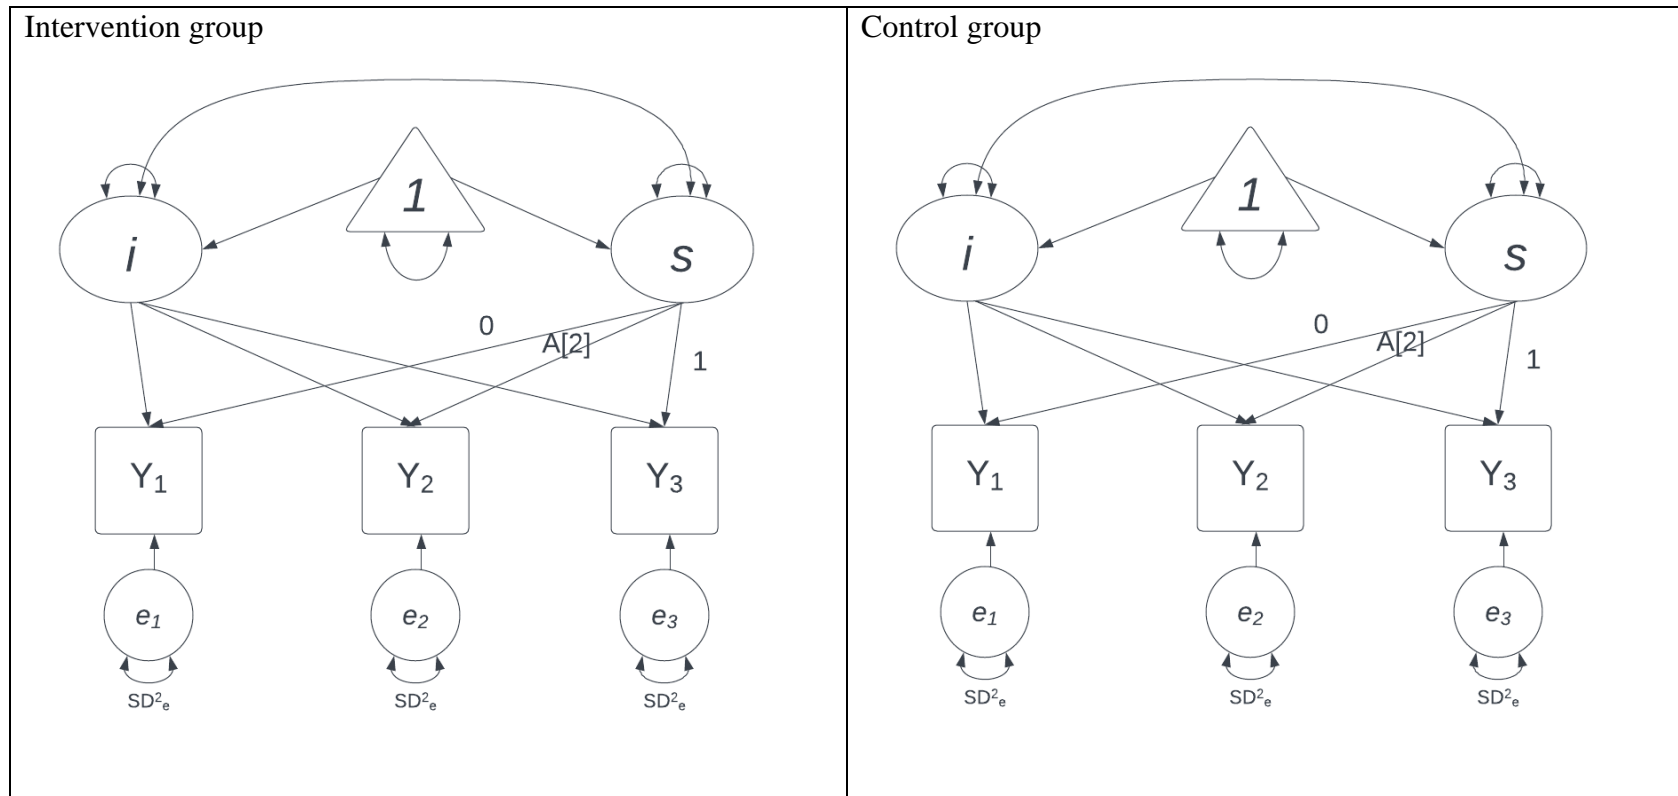 Intervention group
1
i
s
0
A[2]
1
Y₁
Y₂
Y₃
e₁
e₂
e₃
SD²ₑ
SD²ₑ
SD²ₑ
Control group
1
i
s
0
A[2]
1
Y₁
Y₂
Y₃
e₁
e₂
e₃
SD²ₑ
SD²ₑ
SD²ₑ